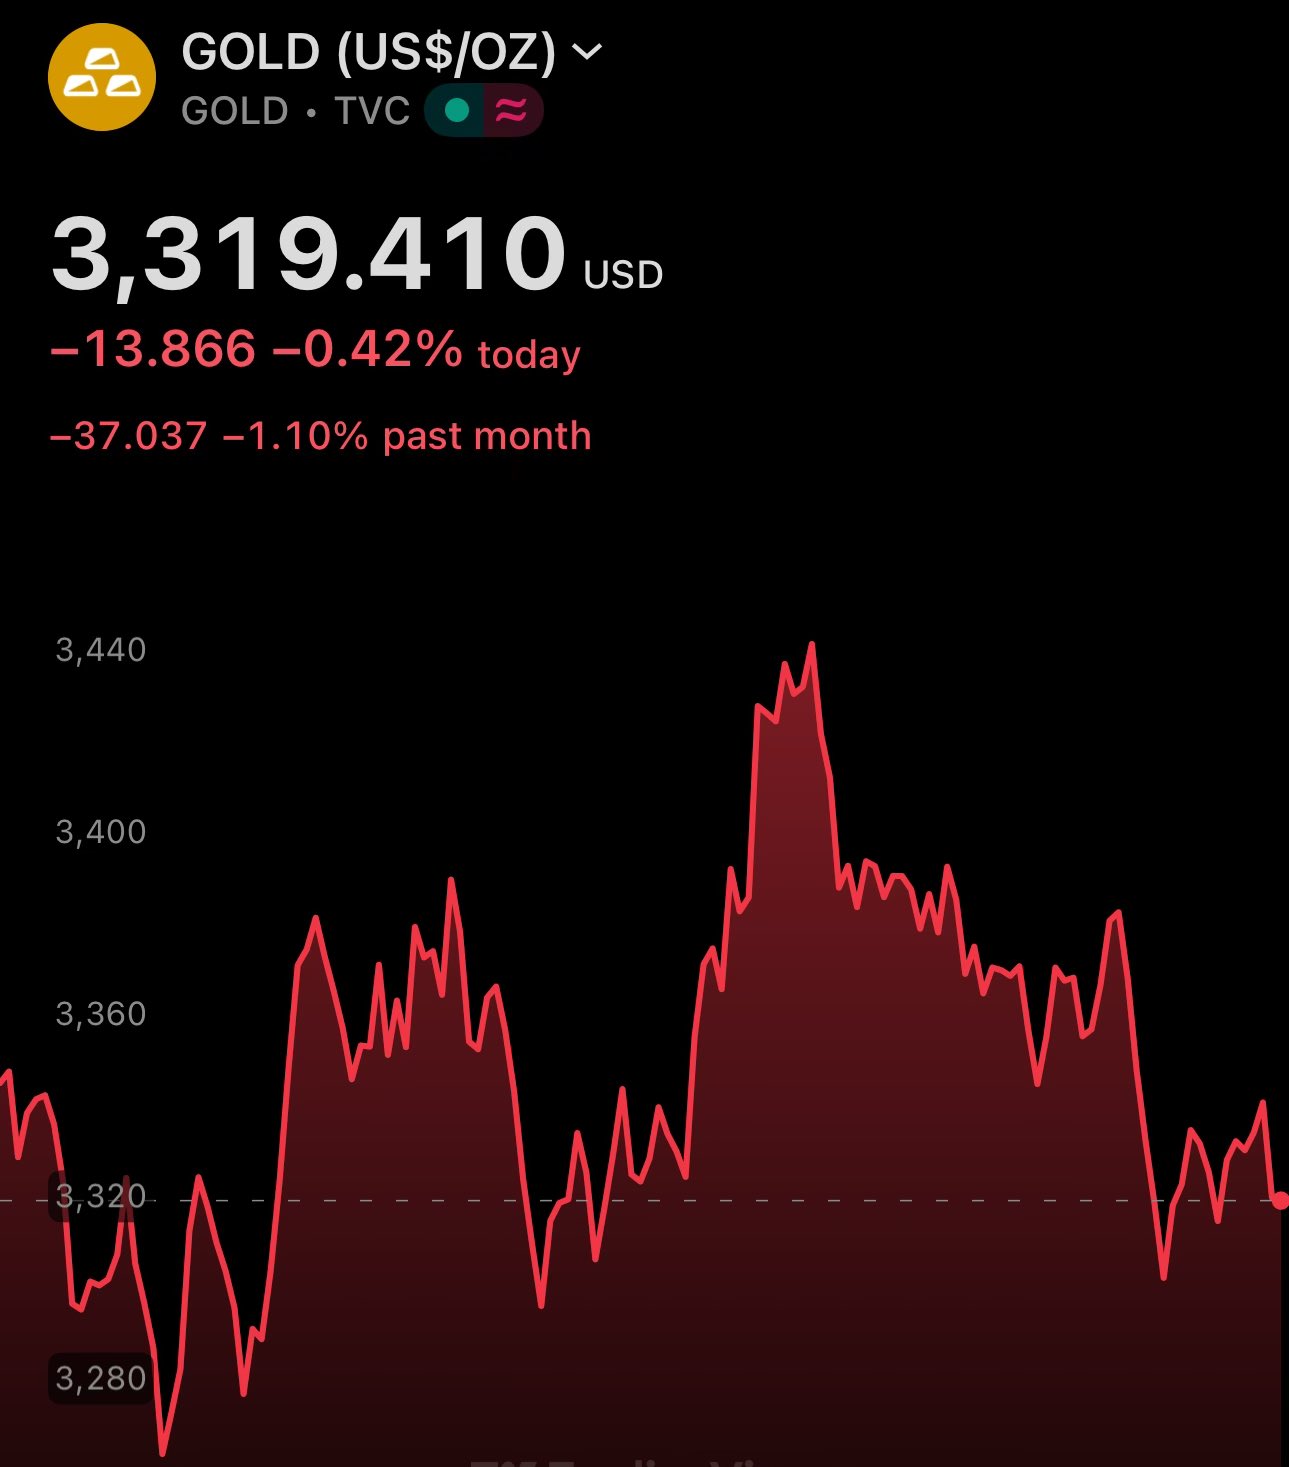 GOLD (US$/OZ)
GOLD • TVC
3,319.410 USD
−13.866 −0.42% today
−37.037 −1.10% past month
3,440
3,400
3,360
3,320
3,280